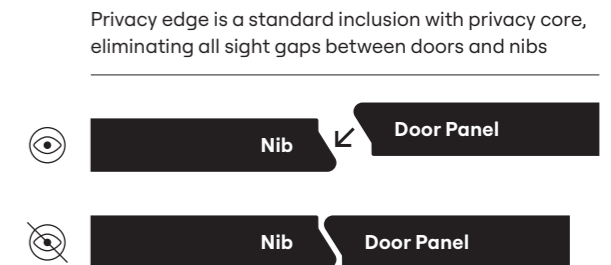 Privacy edge is a standard inclusion with privacy core,
eliminating all sight gaps between doors and nibs
Nib
Door Panel
Nib
Door Panel